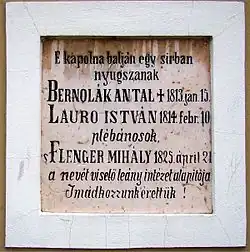 E kápolna balján egy sirban
nyugszanak
BERNOLÁK ANTAL ✝ 1813. jan. 15.
LAURO ISTVÁN 1814. febr. 10
plébánosok,
s FLENGER MIHÁLY 1825. ápril 21
a nevét viselő leány intézet alapitója
Imádkozzunk érettük !